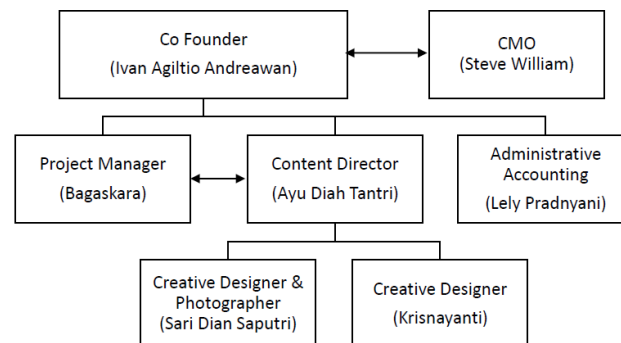 Co Founder
(Ivan Agiltio Andreawan)
CMO
(Steve William)
Project Manager
(Bagaskara)
Content Director
(Ayu Diah Tantri)
Administrative
Accounting
(Lely Pradnyani)
Creative Designer &
Photographer
(Sari Dian Saputri)
Creative Designer
(Krisnayanti)